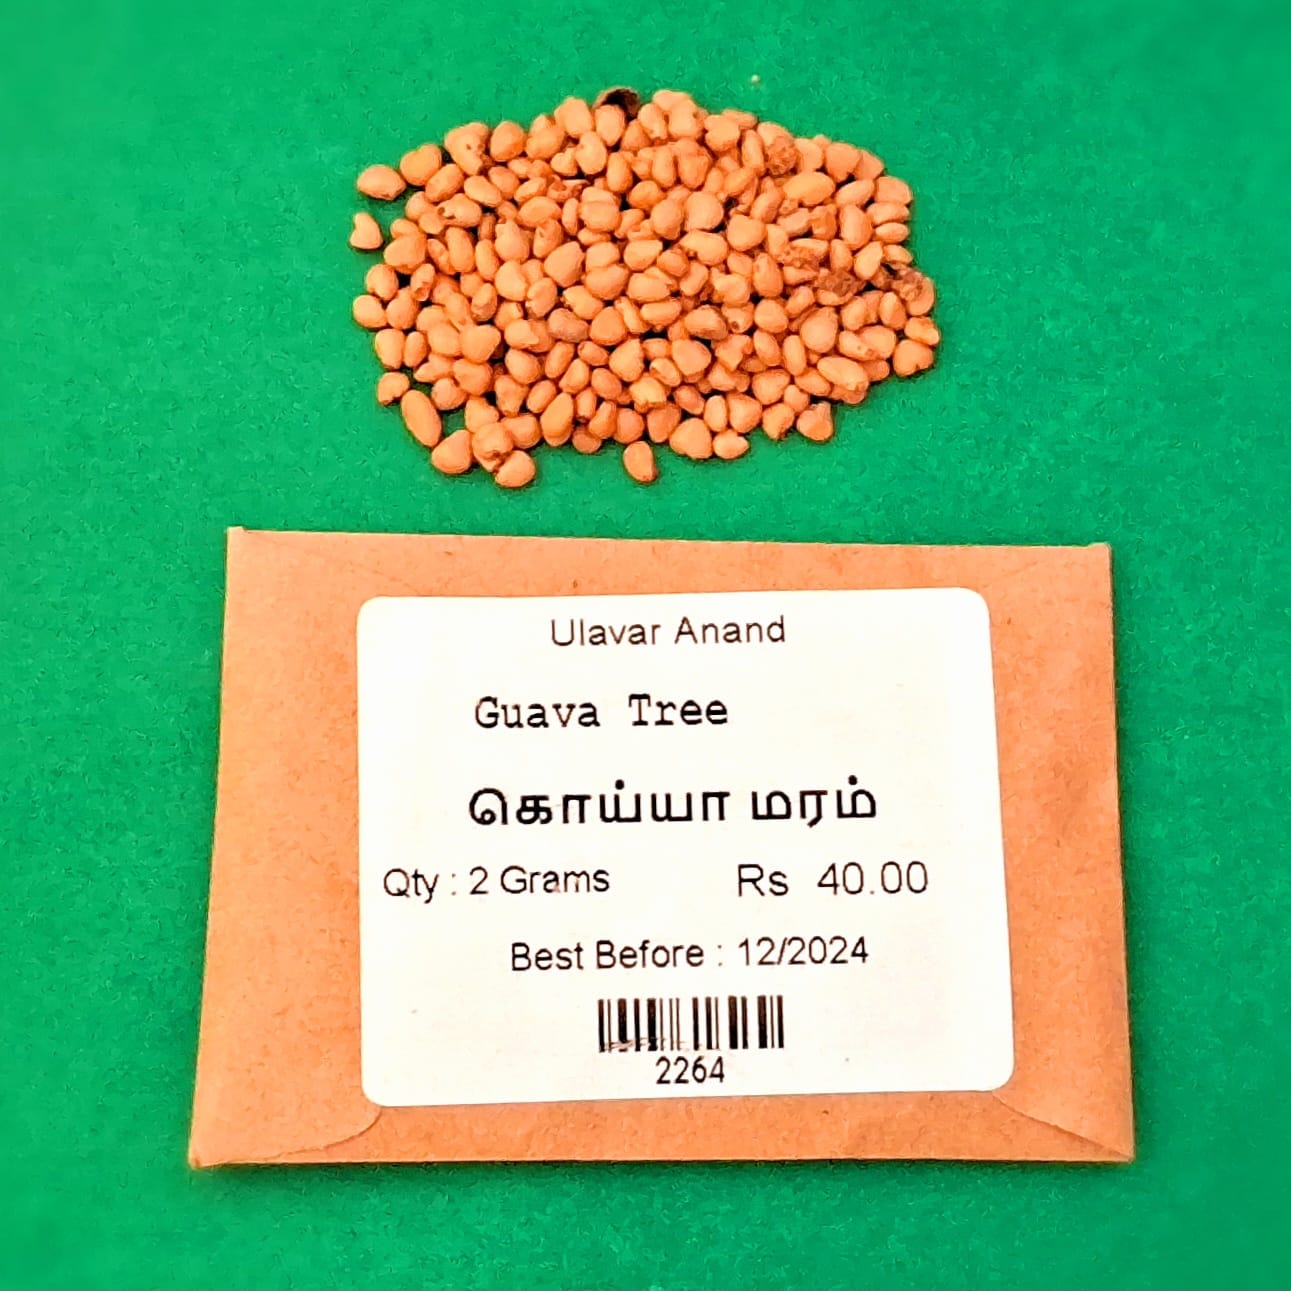 Ulavar Anand
Guava Tree
கொய்யா மரம்
Qty : 2 Grams Rs 40.00
Best Before : 12/2024
2264